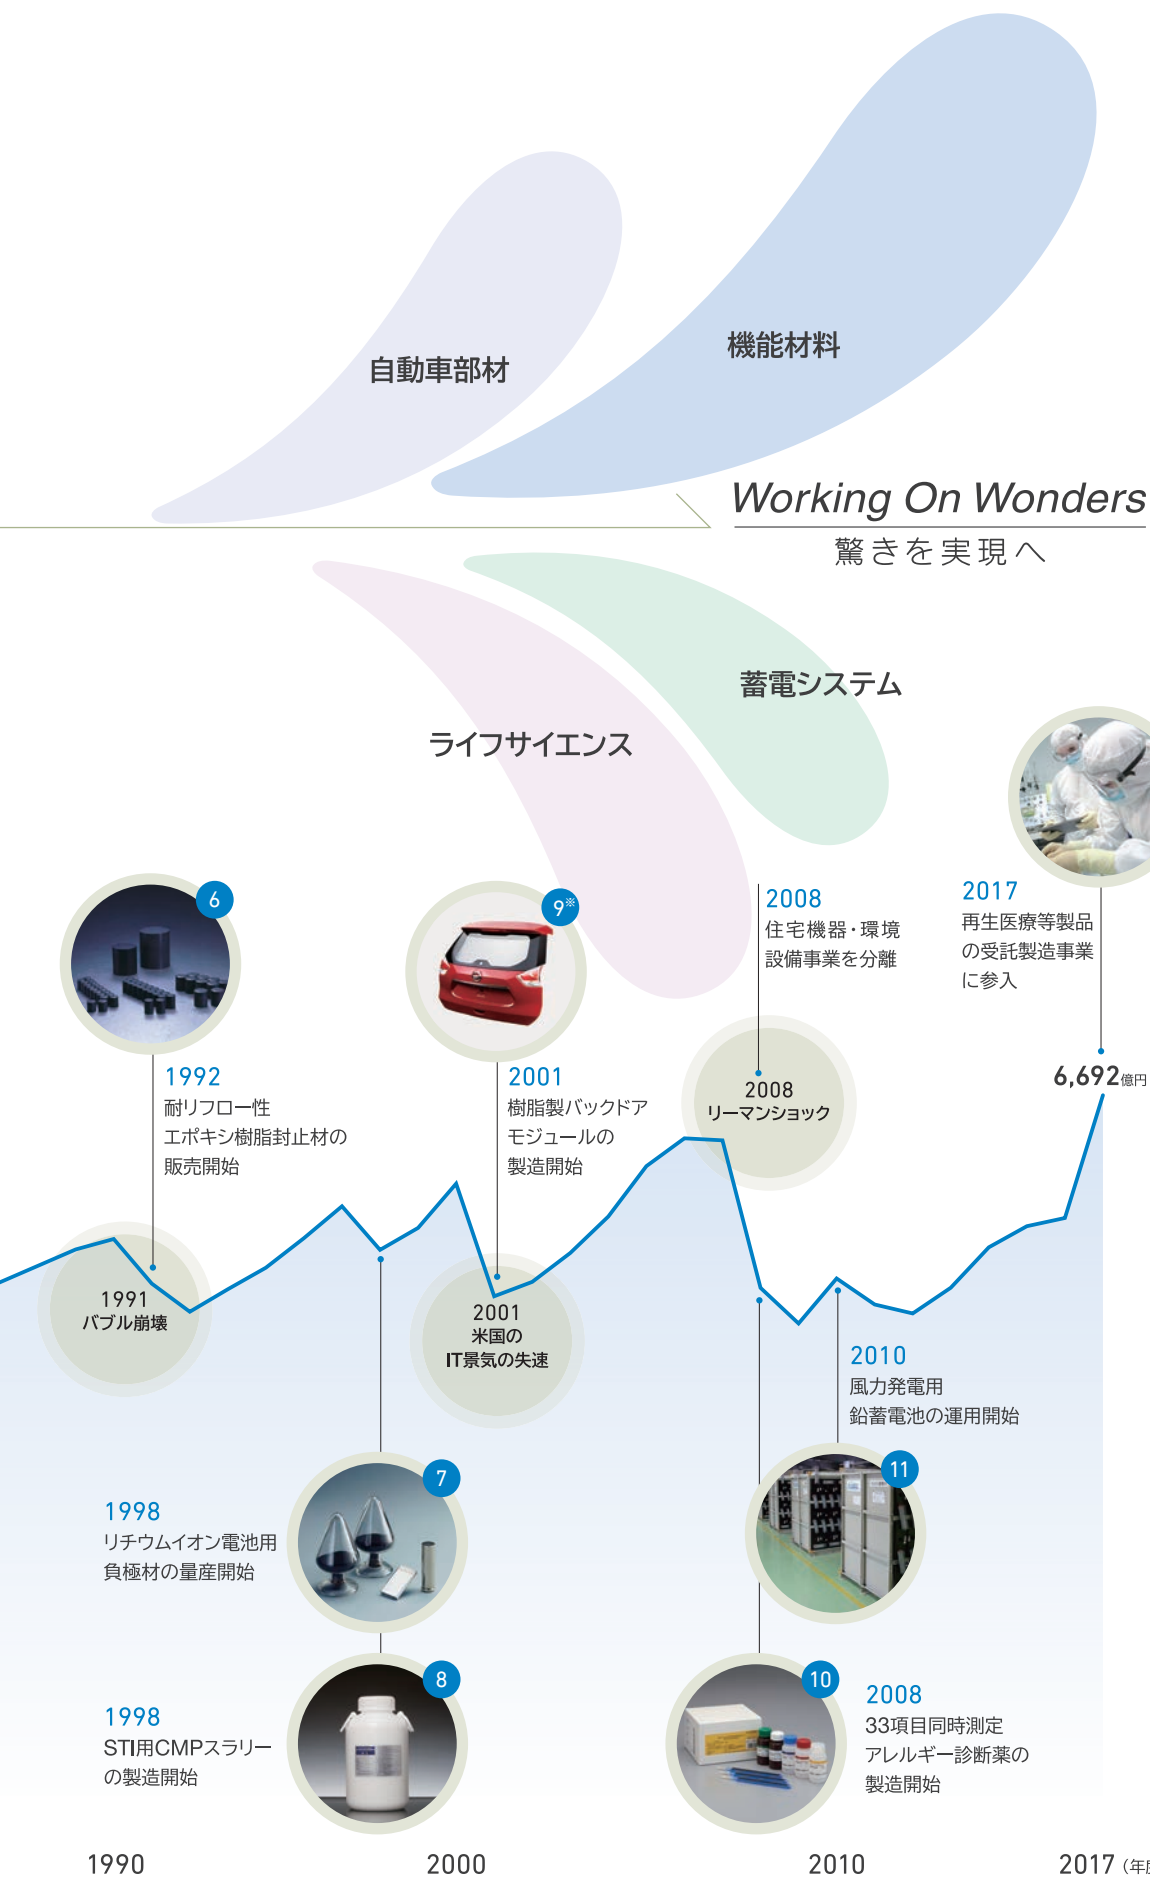 自動車部材
機能材料
Working On Wonders
驚きを実現へ
蓄電システム
ライフサイエンス
6
1992
耐リフロー性
エポキシ樹脂封止材の
販売開始
9※
2001
樹脂製バックドア
モジュールの
製造開始
2008
住宅機器・環境
設備事業を分離
2017
再生医療等製品
の受託製造事業
に参入
6,692億円
1991
バブル崩壊
2001
米国の
IT景気の失速
2008
リーマンショック
7
1998
リチウムイオン電池用
負極材の量産開始
8
1998
STI用CMPスラリー
の製造開始
2010
風力発電用
鉛蓄電池の運用開始
11
10
2008
33項目同時測定
アレルギー診断薬の
製造開始
1990
2000
2010
2017（年度